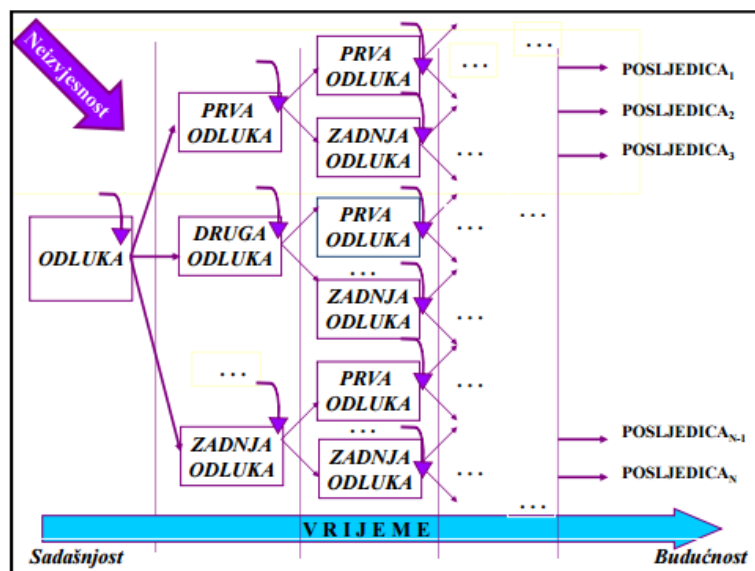 Neizvjesnost
ODLUKA
PRVA
ODLUKA
DRUGA
ODLUKA
...
ZADNJA
ODLUKA
PRVA
ODLUKA
ZADNJA
ODLUKA
PRVA
ODLUKA
...
ZADNJA
ODLUKA
PRVA
ODLUKA
...
ZADNJA
ODLUKA
...
...
...
...
...
...
...
...
...
POSLJEDICA1
POSLJEDICA2
POSLJEDICA3
POSLJEDICAN-1
POSLJEDICAN
VRIJEME
Sadašnjost
Budućnost